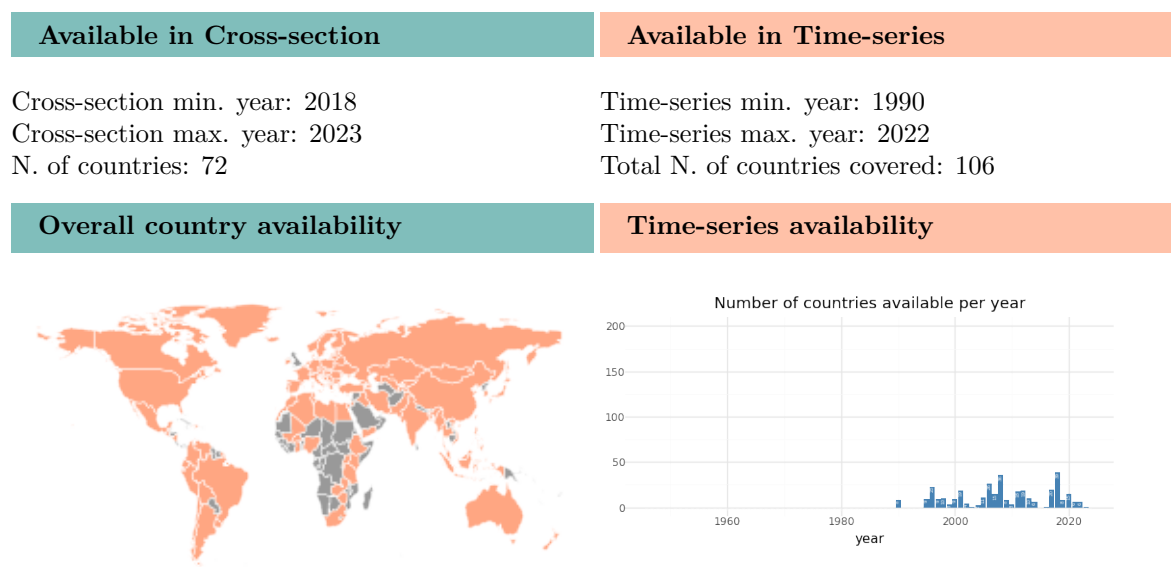 Available in Cross-section
Available in Time-series
Cross-section min. year: 2018
Cross-section max. year: 2023
N. of countries: 72
Time-series min. year: 1990
Time-series max. year: 2022
Total N. of countries covered: 106
Overall country availability
Time-series availability
Number of countries available per year
200
150
100
50
0
1960
1980
2000
2020
year